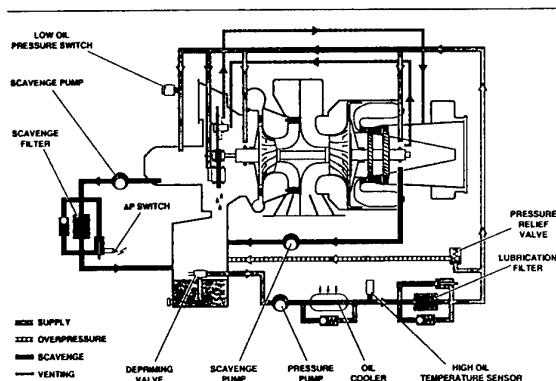 LOW OIL
PRESSURE SWITCH
SCAVENGE PUMP
SCAVENGE
FILTER
ΔP SWITCH
PRESSURE
RELIEF
VALVE
LUBRICATION
FILTER
SUPPLY
OVERPRESSURE
SCAVENGE
VENTING
DEPRIMING
VALVE
SCAVENGE
PUMP
PRESSURE
PUMP
OIL
COOLER
HIGH OIL
TEMPERATURE SENSOR